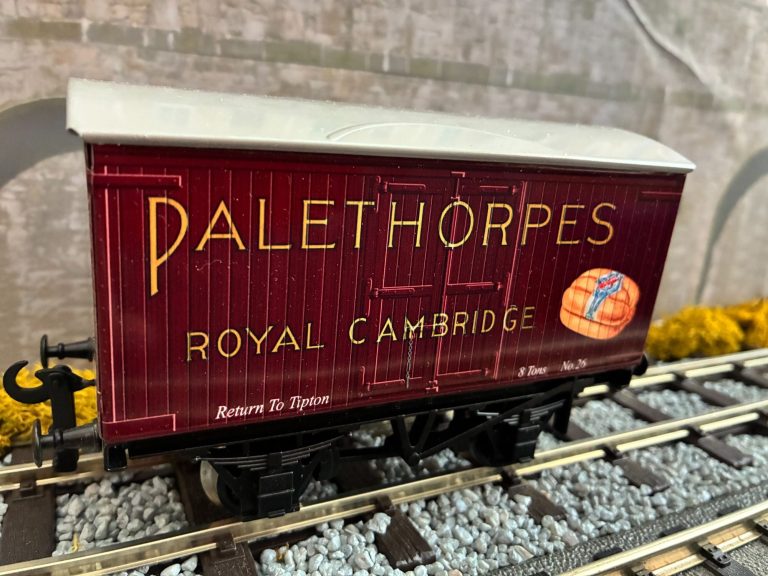 PALETHORPES
ROYAL CAMBRIDGE
Return To Tipton
8 Tons No. 26